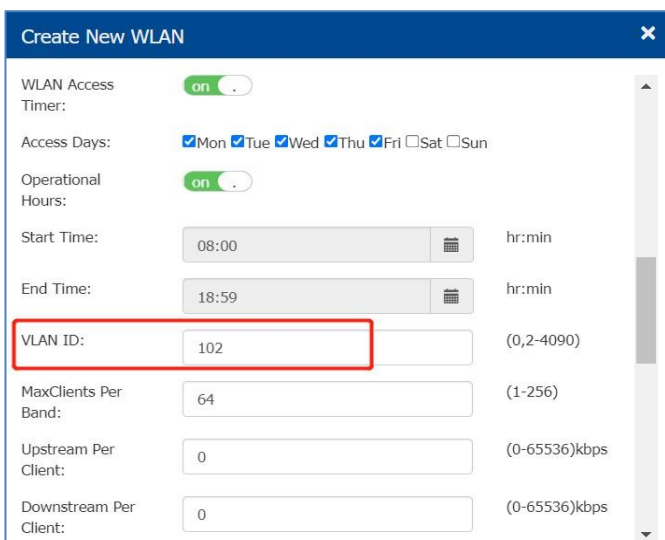 Create New WLAN ×
WLAN Access
Timer:
on .
Access Days:
Mon Tue Wed Thu Fri Sat Sun
Operational
Hours:
on .
Start Time: 08:00 hr:min
End Time: 18:59 hr:min
VLAN ID: 102 (0,2-4090)
MaxClients Per
Band:
64 (1-256)
Upstream Per
Client:
0 (0-65536)kbps
Downstream Per
Client:
0 (0-65536)kbps